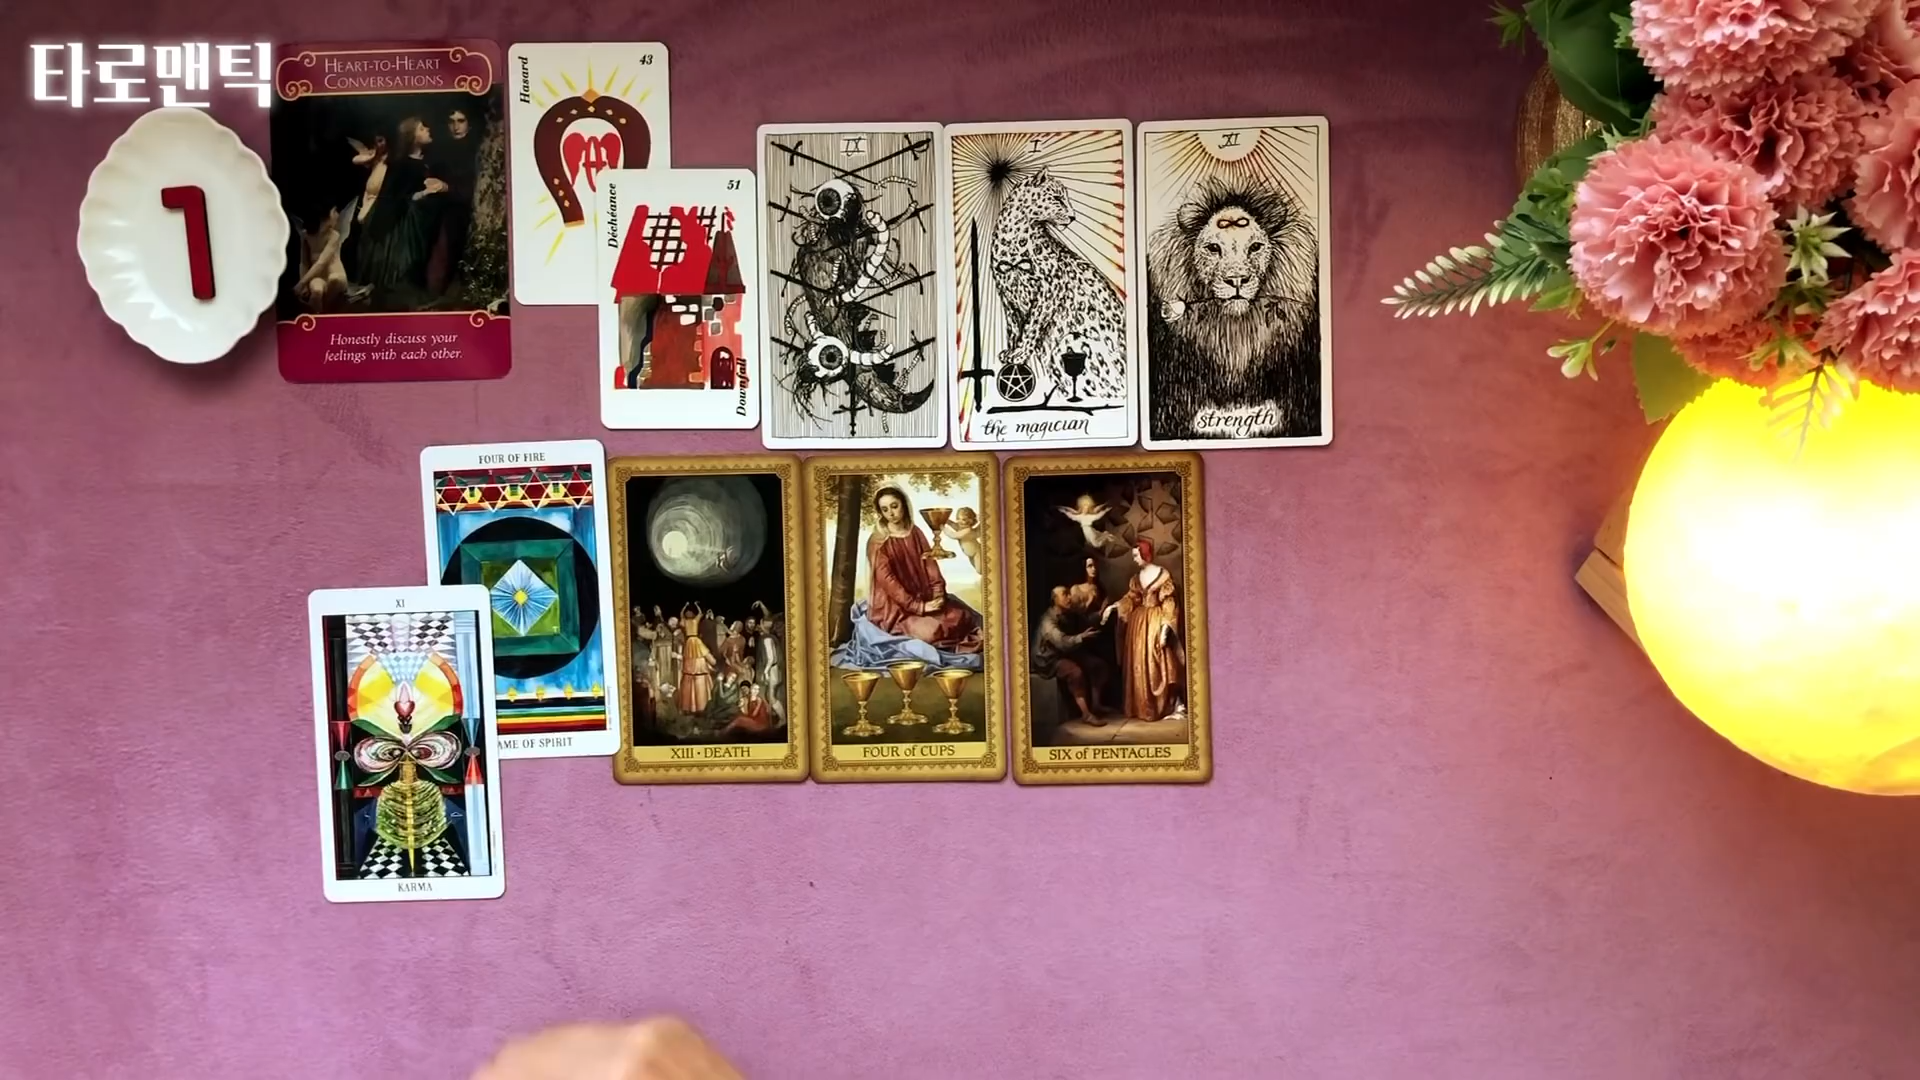 타로맨틱
1
HEART-TO-HEART
CONVERSATIONS
Honestly discuss your
feelings with each other.
Hasard
43
Déchéance
51
Downfall
IX
I
the magician
XI
strength
FOUR OF FIRE
AME OF SPIRIT
XI
KARMA
XIII • DEATH
FOUR of CUPS
SIX of PENTACLES